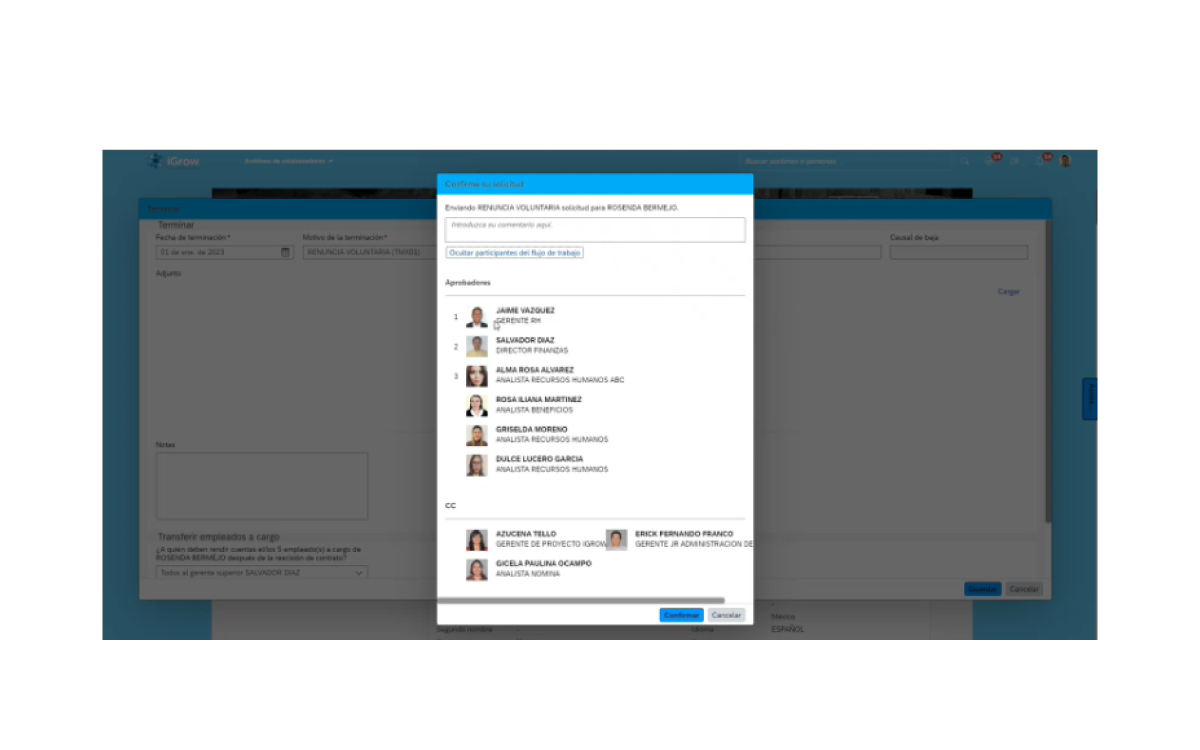 iGrow
Archivos de colaboradores
Buscar acciones o personas
Confirme su solicitud
Enviando RENUNCIA VOLUNTARIA solicitud para ROSENDA BERMEJO.
Introduzca su comentario aquí.
Ocultar participantes del flujo de trabajo
Aprobadores
1 JAIME VAZQUEZ
GERENTE RH
2 SALVADOR DIAZ
DIRECTOR FINANZAS
3 ALMA ROSA ALVAREZ
ANALISTA RECURSOS HUMANOS ABC
ROSA ILIANA MARTINEZ
ANALISTA BENEFICIOS
GRISELDA MORENO
ANALISTA RECURSOS HUMANOS
DULCE LUCERO GARCIA
ANALISTA RECURSOS HUMANOS
CC
AZUCENA TELLO
GERENTE DE PROYECTO IGROW
ERICK FERNANDO FRANCO
GERENTE JR ADMINISTRACION DE
GICELA PAULINA OCAMPO
ANALISTA NOMINA
Confirmar Cancelar
Terminar
Terminar
Fecha de terminación*
01 de ene. de 2023
Motivo de la terminación*
RENUNCIA VOLUNTARIA (TMX01)
Causal de baja
Adjunto
Cargar
Notas
Transferir empleados a cargo
¿A quién deben rendir cuentas el/los 5 empleado(s) a cargo de
ROSENDA BERMEJO después de la rescisión de contrato?
Todos al gerente superior SALVADOR DIAZ
Guardar Cancelar
México
Segundo nombre
Idioma
ESPAÑOL